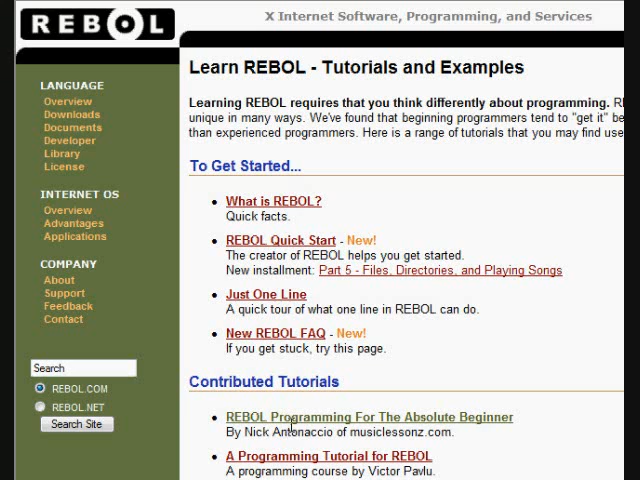 REBOL
X Internet Software, Programming, and Services
LANGUAGE
Overview
Downloads
Documents
Developer
Library
License
INTERNET OS
Overview
Advantages
Applications
COMPANY
About
Support
Feedback
Contact
Search
REBOL.COM
REBOL.NET
Search Site
Learn REBOL - Tutorials and Examples
Learning REBOL requires that you think differently about programming.
unique in many ways. We've found that beginning programmers tend to "get it"
than experienced programmers. Here is a range of tutorials that you may find
To Get Started...
What is REBOL?
Quick facts.
REBOL Quick Start - New!
The creator of REBOL helps you get started.
New installment: Part 5 - Files, Directories, and Playing Songs
Just One Line
A quick tour of what one line in REBOL can do.
New REBOL FAQ - New!
If you get stuck, try this page.
Contributed Tutorials
REBOL Programming For The Absolute Beginner
By Nick Antonaccio of musiclessonz.com.
A Programming Tutorial for REBOL
A programming course by Victor Pavlu.